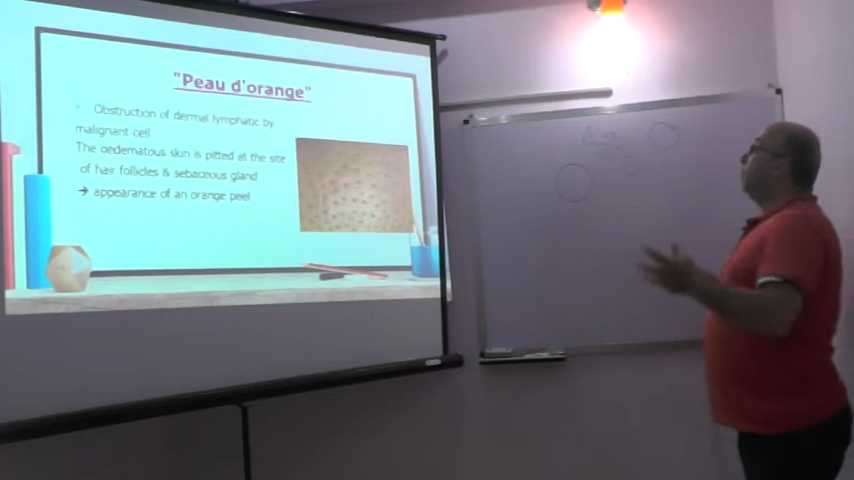 "Peau d'orange"
Obstruction of dermal lymphatic by
malignant cell
The oedematous skin is pitted at the site
of hair follicles & sebaceous gland
→ appearance of an orange peel